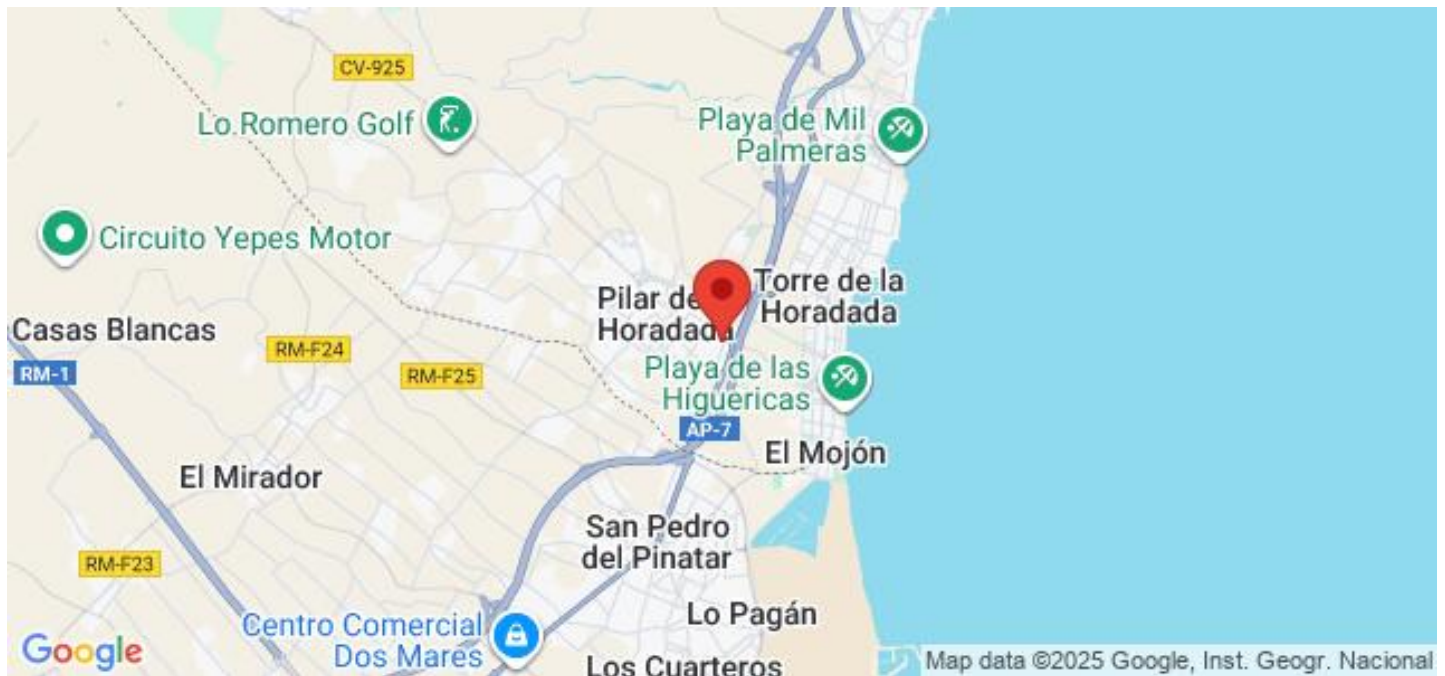 CV-925
Lo Romero Golf
Playa de Mil
Palmeras
Circuito Yepes Motor
Torre de la
Horadada
Pilar de
Horadada
Casas Blancas
RM-F24
RM-1
RM-F25
Playa de las
Higuericas
AP-7
El Mojón
El Mirador
San Pedro
del Pinatar
RM-F23
Lo Pagán
Centro Comercial
Dos Mares
Los Cuarteros
Google
Map data ©2025 Google, Inst. Geogr. Nacional